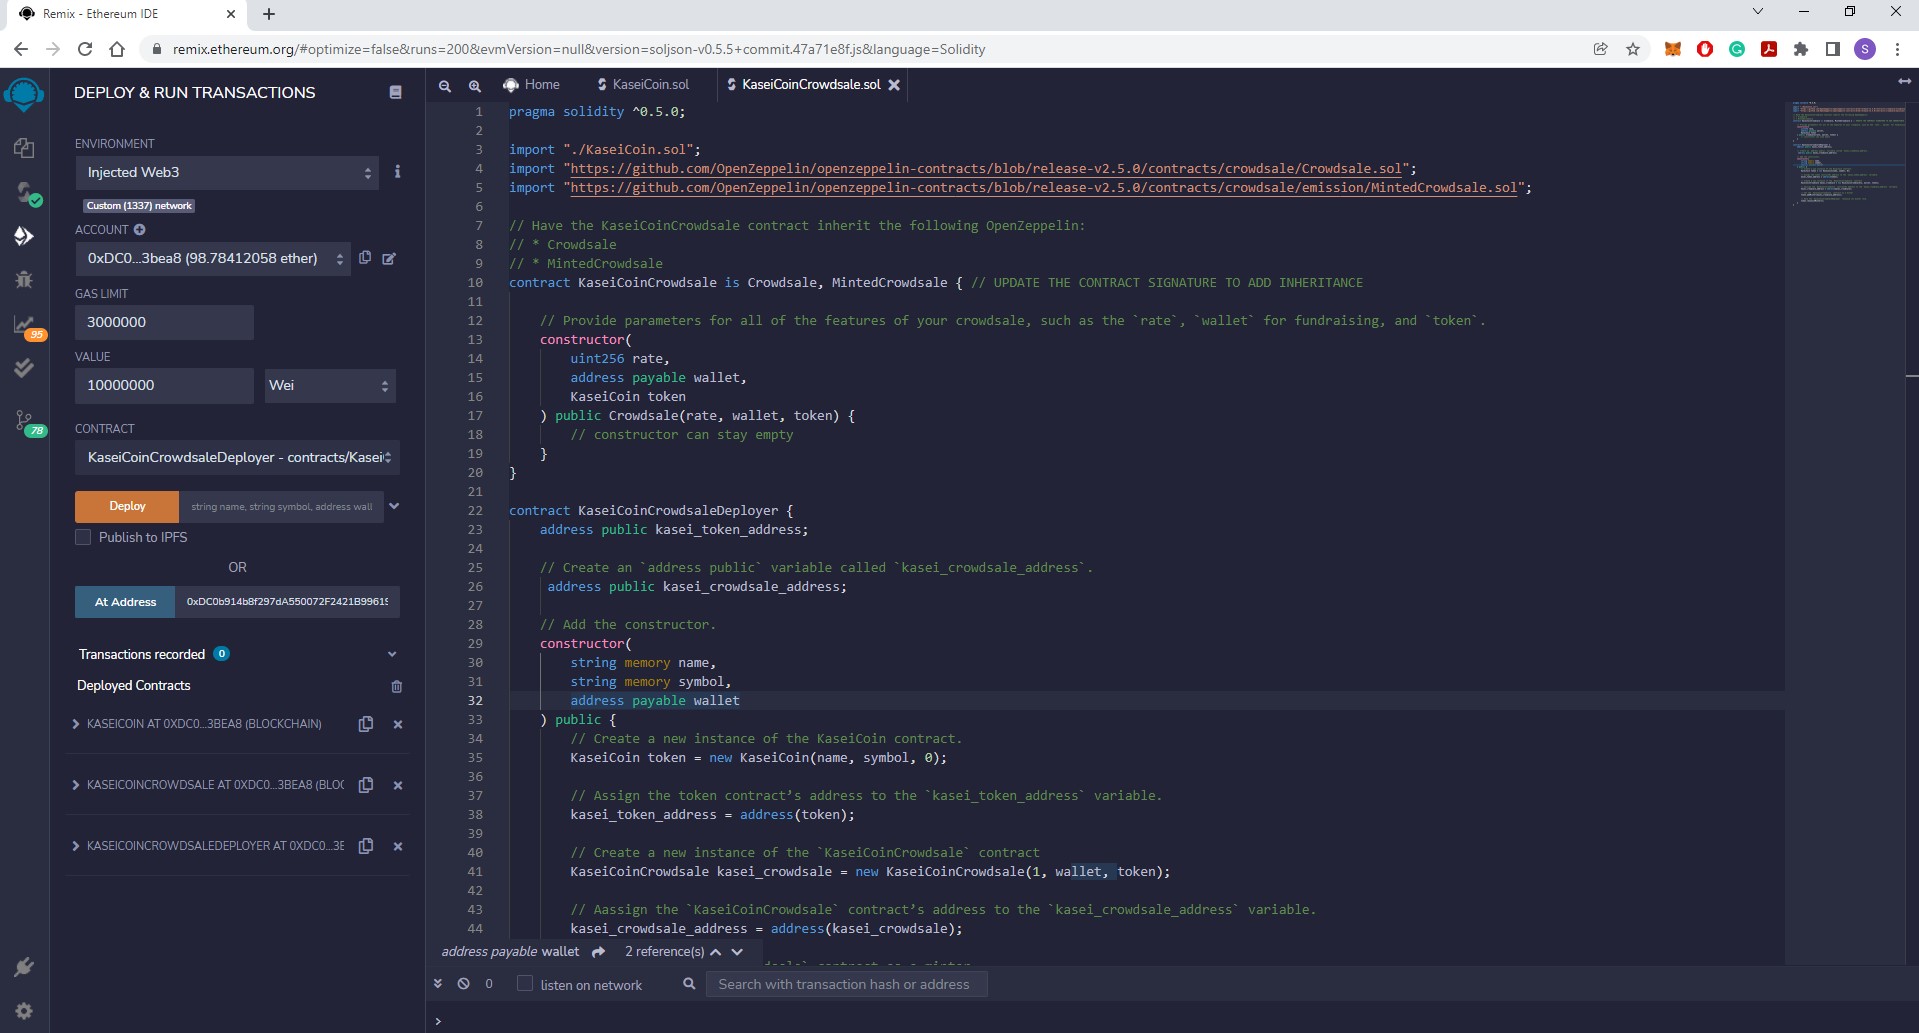 Remix - Ethereum IDE
remix.ethereum.org/#optimize=false&runs=200&evmVersion=null&version=soljson-v0.5.5+commit.47a71e8f.js&language=Solidity
S
DEPLOY & RUN TRANSACTIONS
ENVIRONMENT
Injected Web3
Custom (1337) network
ACCOUNT
0xDC0...3bea8 (98.78412058 ether)
GAS LIMIT
3000000
95
VALUE
10000000
Wei
78
CONTRACT
KaseiCoinCrowdsaleDeployer - contracts/Kasei
Deploy
string name, string symbol, address wall
Publish to IPFS
OR
At Address
0xDC0b914b8f297dA550072F2421B9961
Transactions recorded 0
Deployed Contracts
KASEICOIN AT 0XDC0...3BEA8 (BLOCKCHAIN)
KASEICOINCROWDSALE AT 0XDC0...3BEA8 (BLOC
KASEICOINCROWDSALEDEPLOYER AT 0XDC0...3E
Home
KaseiCoin.sol
KaseiCoinCrowdsale.sol
1 pragma solidity ^0.5.0;
2
3 import "./KaseiCoin.sol";
4 import "https://github.com/OpenZeppelin/openzeppelin-contracts/blob/release-v2.5.0/contracts/crowdsale/Crowdsale.sol";
5 import "https://github.com/OpenZeppelin/openzeppelin-contracts/blob/release-v2.5.0/contracts/crowdsale/emission/MintedCrowdsale.sol";
6
7 // Have the KaseiCoinCrowdsale contract inherit the following OpenZeppelin:
8 // * Crowdsale
9 // * MintedCrowdsale
10 contract KaseiCoinCrowdsale is Crowdsale, MintedCrowdsale { // UPDATE THE CONTRACT SIGNATURE TO ADD INHERITANCE
11
12 // Provide parameters for all of the features of your crowdsale, such as the `rate`, `wallet` for fundraising, and `token`.
13 constructor(
14 uint256 rate,
15 address payable wallet,
16 KaseiCoin token
17 ) public Crowdsale(rate, wallet, token) {
18 // constructor can stay empty
19 }
20 }
21
22 contract KaseiCoinCrowdsaleDeployer {
23 address public kasei_token_address;
24
25 // Create an `address public` variable called `kasei_crowdsale_address`.
26 address public kasei_crowdsale_address;
27
28 // Add the constructor.
29 constructor(
30 string memory name,
31 string memory symbol,
32 address payable wallet
33 ) public {
34 // Create a new instance of the KaseiCoin contract.
35 KaseiCoin token = new KaseiCoin(name, symbol, 0);
36
37 // Assign the token contract’s address to the `kasei_token_address` variable.
38 kasei_token_address = address(token);
39
40 // Create a new instance of the `KaseiCoinCrowdsale` contract
41 KaseiCoinCrowdsale kasei_crowdsale = new KaseiCoinCrowdsale(1, wallet, token);
42
43 // Aassign the `KaseiCoinCrowdsale` contract’s address to the `kasei_crowdsale_address` variable.
44 kasei_crowdsale_address = address(kasei_crowdsale);
address payable wallet 2 reference(s)
0
listen on network
Search with transaction hash or address
>